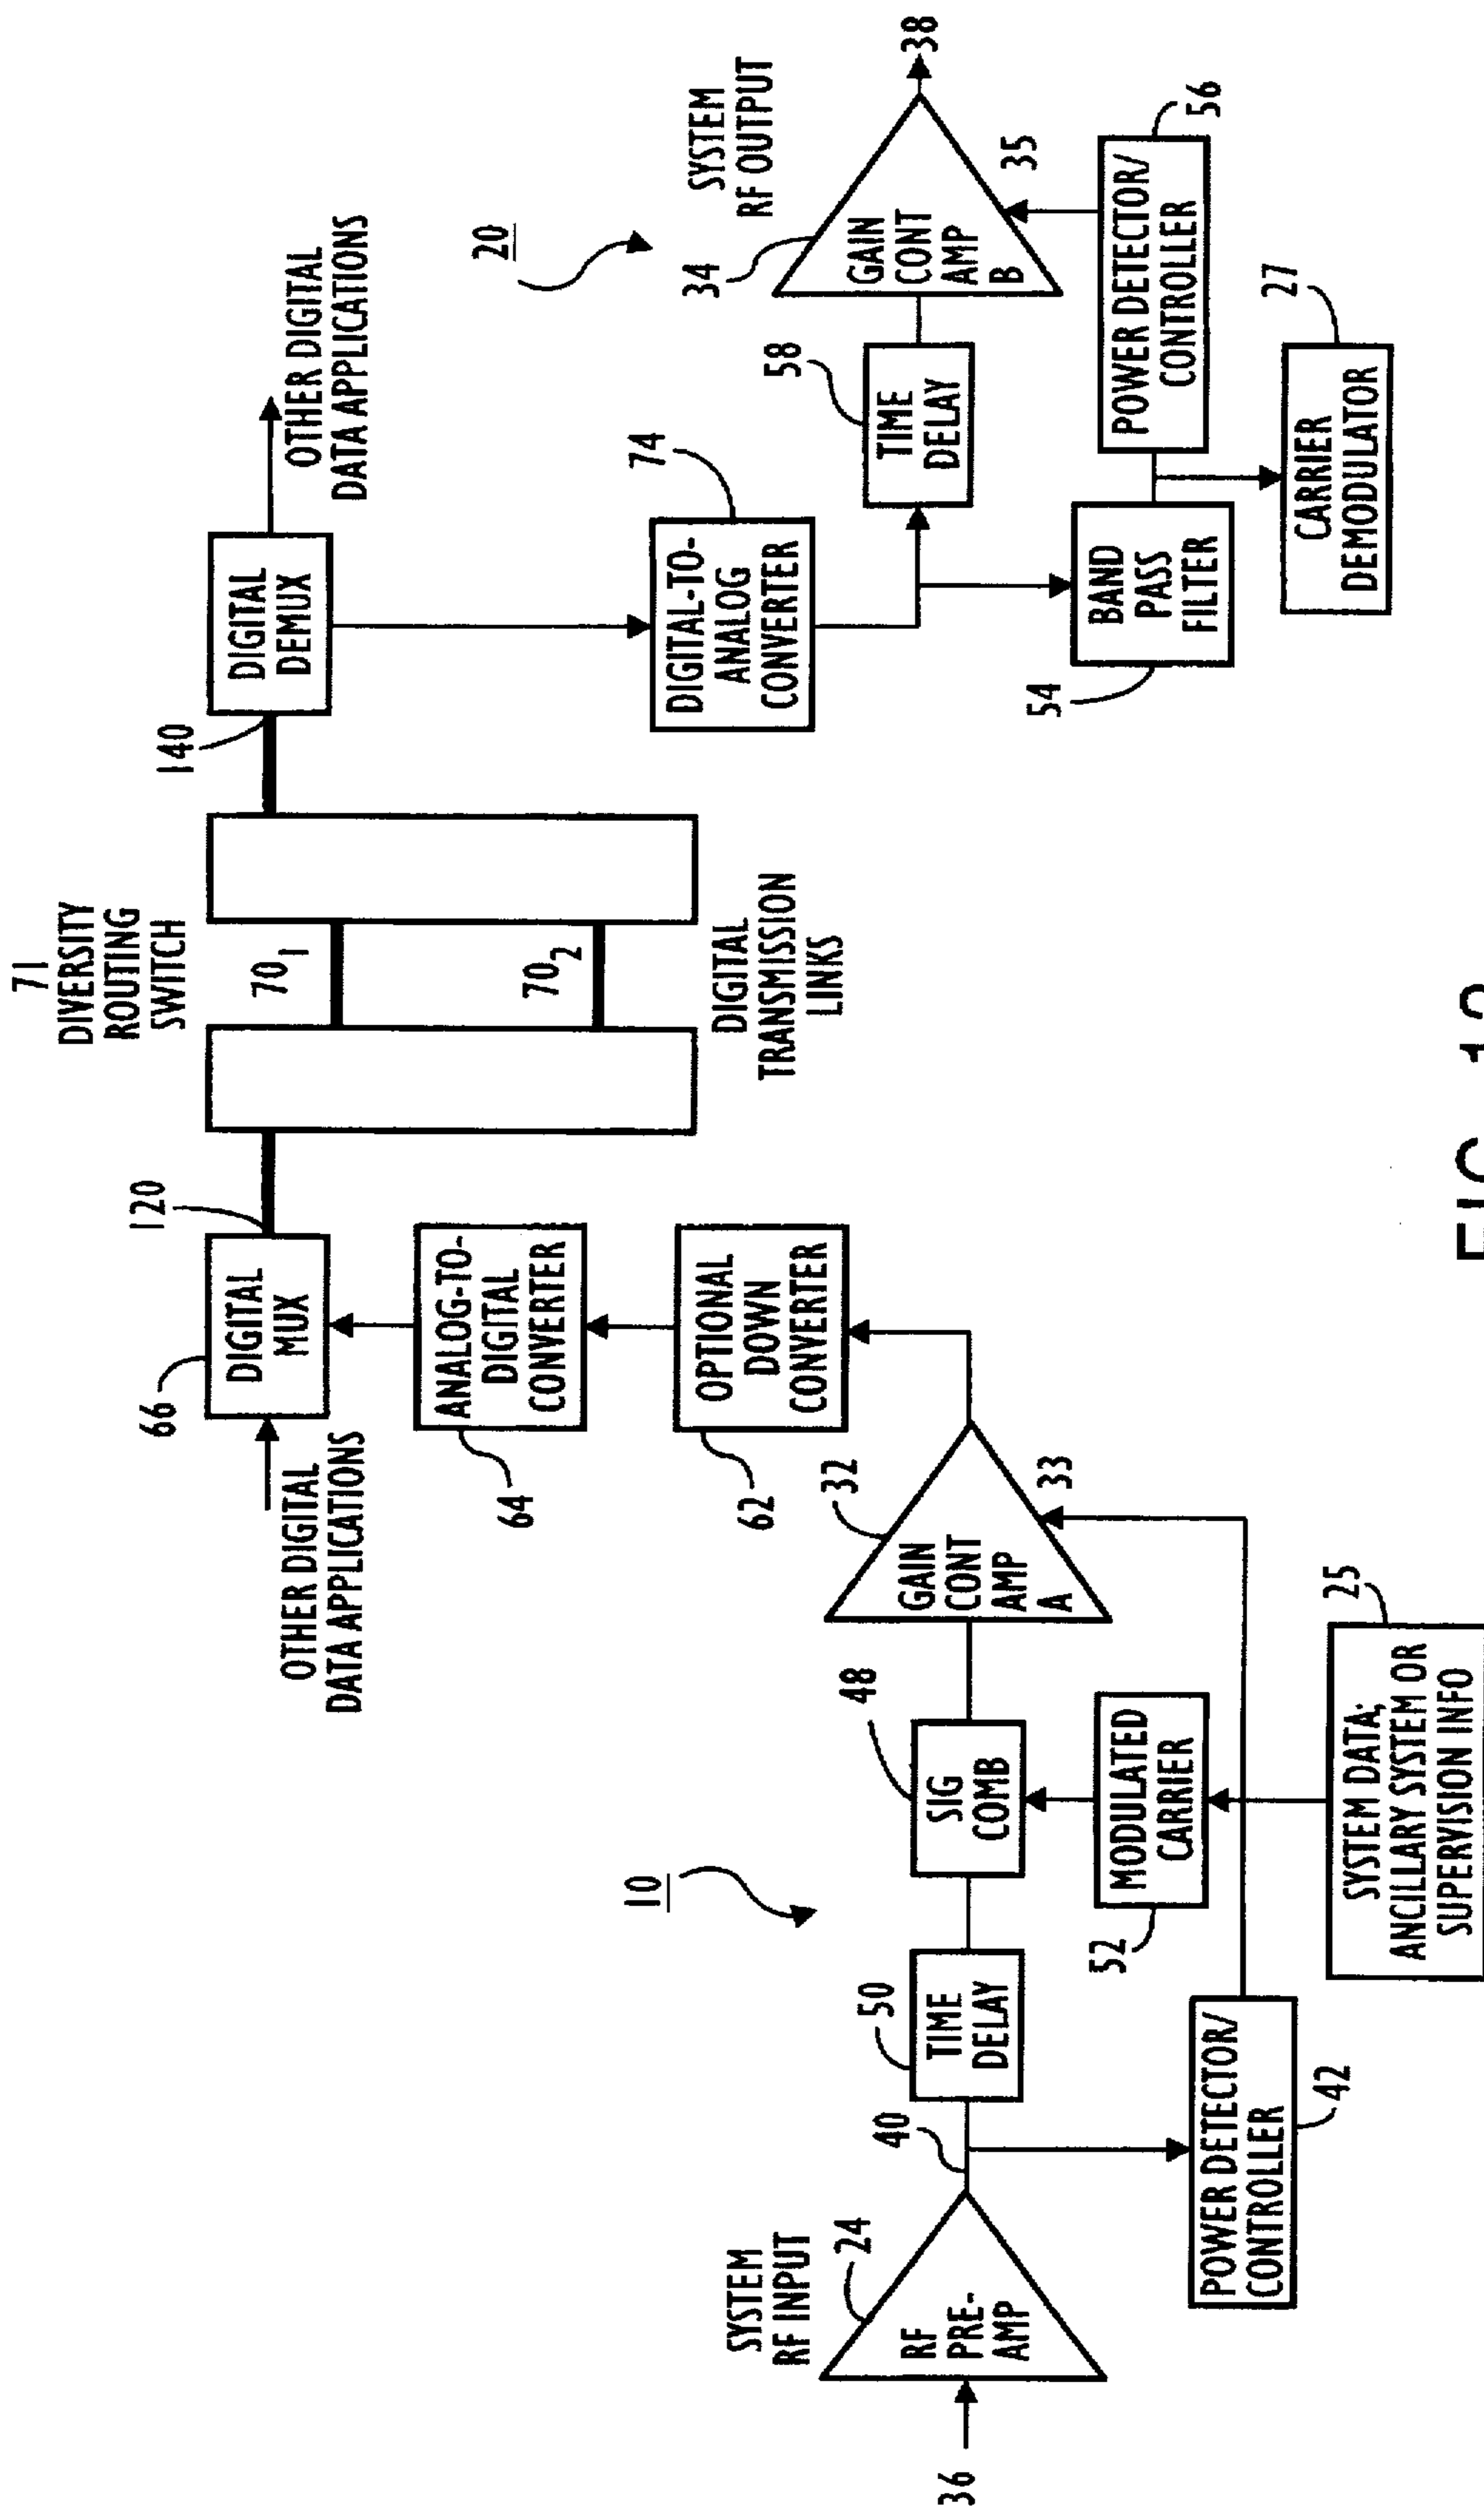 71
DIVERSITY
ROUTING
SWITCH
70₁
70₂
DIGITAL
TRANSMISSION
LINKS
120
140
66
DIGITAL
MUX
OTHER DIGITAL
DATA APPLICATIONS
ANALOG-TO-
DIGITAL
CONVERTER
64
OPTIONAL
DOWN
CONVERTER
62
DIGITAL
DEMUX
OTHER DIGITAL
DATA APPLICATIONS
DIGITAL-TO-
ANALOG
CONVERTER
74
20
SYSTEM
RF INPUT
36
RF
PRE-
AMP
24
40
50
TIME
DELAY
10
48
SIG
COMB
32
GAIN
CONT
AMP
A
33
MODULATED
CARRIER
52
POWER DETECTOR/
CONTROLLER
42
25
SYSTEM DATA;
ANCILLARY SYSTEM OR
SUPERVISION INFO
58
TIME
DELAY
34
GAIN
CONT
AMP
B
35
SYSTEM
RF OUTPUT
38
54
BAND
PASS
FILTER
POWER DETECTOR/
CONTROLLER
56
CARRIER
DEMODULATOR
27